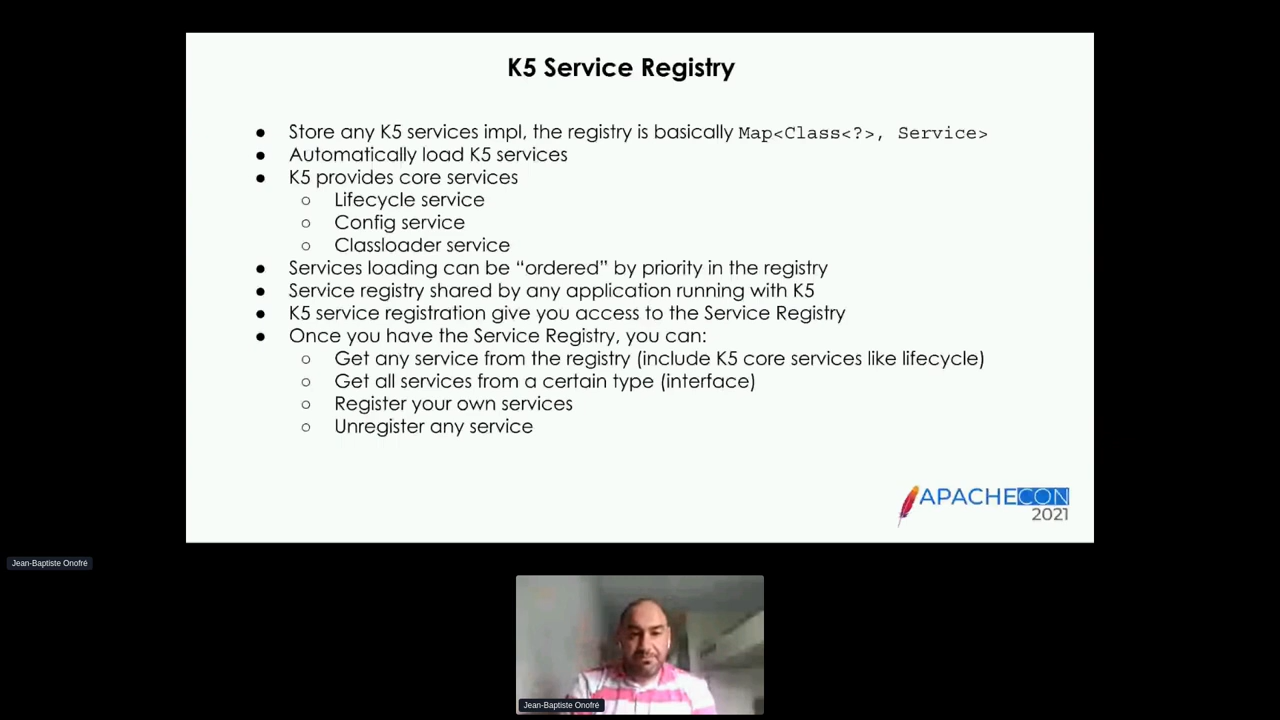 K5 Service Registry
● Store any K5 services impl, the registry is basically Map<Class<?>, Service>
● Automatically load K5 services
● K5 provides core services
○ Lifecycle service
○ Config service
○ Classloader service
● Services loading can be “ordered” by priority in the registry
● Service registry shared by any application running with K5
● K5 service registration give you access to the Service Registry
● Once you have the Service Registry, you can:
○ Get any service from the registry (include K5 core services like lifecycle)
○ Get all services from a certain type (interface)
○ Register your own services
○ Unregister any service
APACHECON
2021
Jean-Baptiste Onofré
Jean-Baptiste Onofré